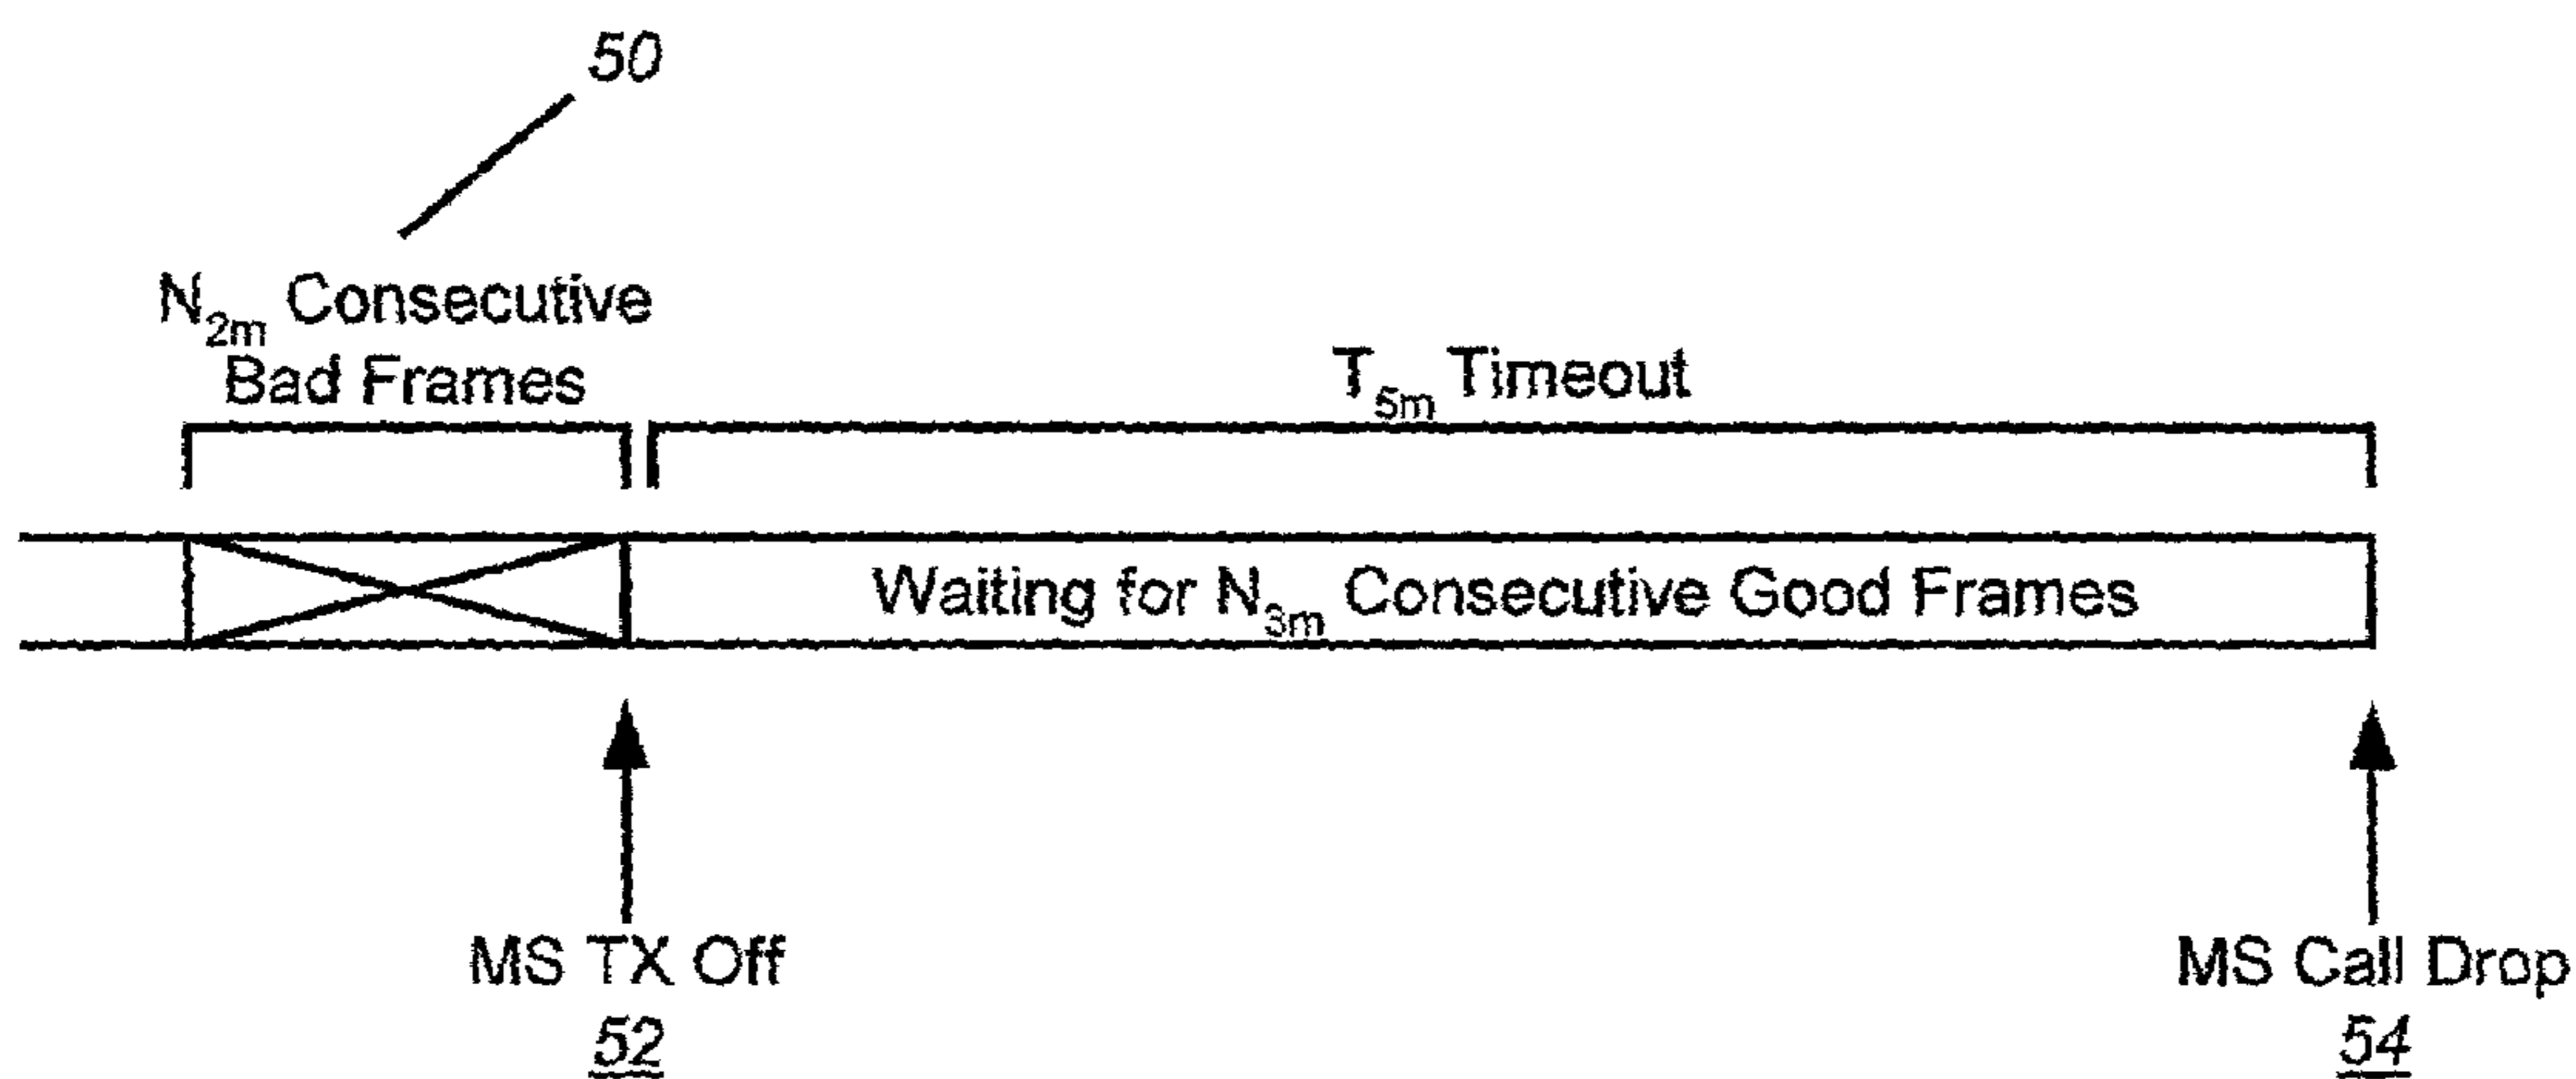 50
N2m Consecutive
Bad Frames
T5m Timeout
Waiting for N3m Consecutive Good Frames
MS TX Off
52
MS Call Drop
54